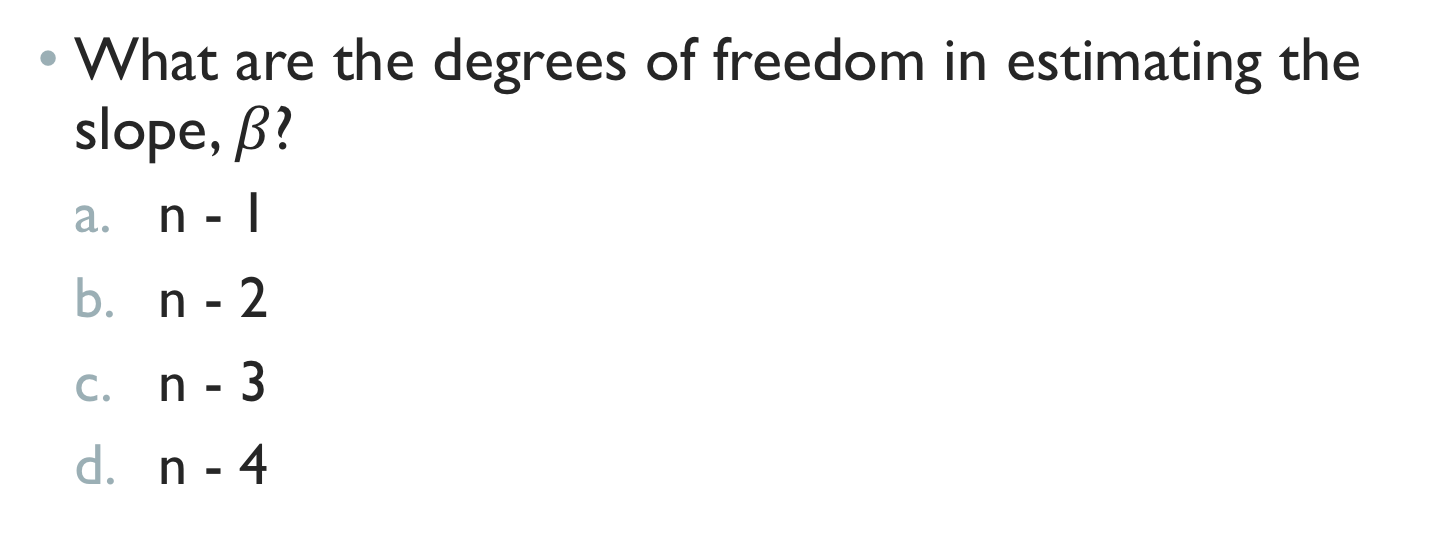 • What are the degrees of freedom in estimating the
slope, β?
a. n - 1
b. n - 2
c. n - 3
d. n - 4